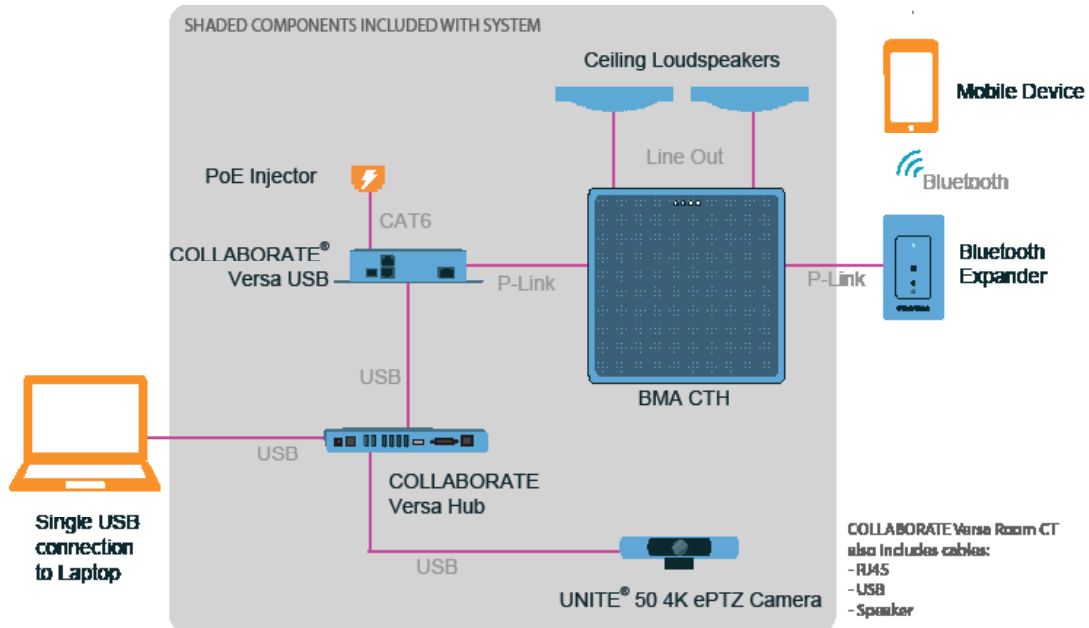 SHADED COMPONENTS INCLUDED WITH SYSTEM
Ceiling Loudspeakers
Mobile Device
Line Out
PoE Injector
Bluetooth
CAT6
COLLABORATE®
Versa USB
P-Link
P-Link
Bluetooth
Expander
USB
BMA CTH
USB
COLLABORATE
Versa Hub
Single USB
connection
to Laptop
USB
UNITE® 50 4K ePTZ Camera
COLLABORATE Versa Room CT
also includes cables:
- RJ45
- USB
- Speaker